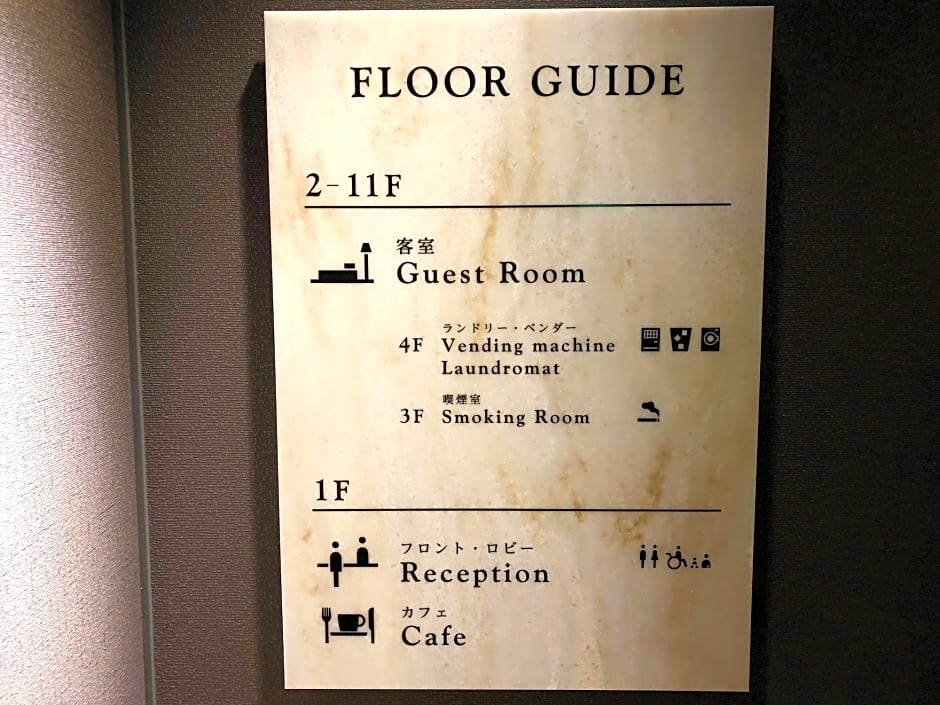 FLOOR GUIDE
2-11F
客室
Guest Room
ランドリー・ベンダー
4F Vending machine
Laundromat
喫煙室
3F Smoking Room
1F
フロント・ロビー
Reception
カフェ
Cafe